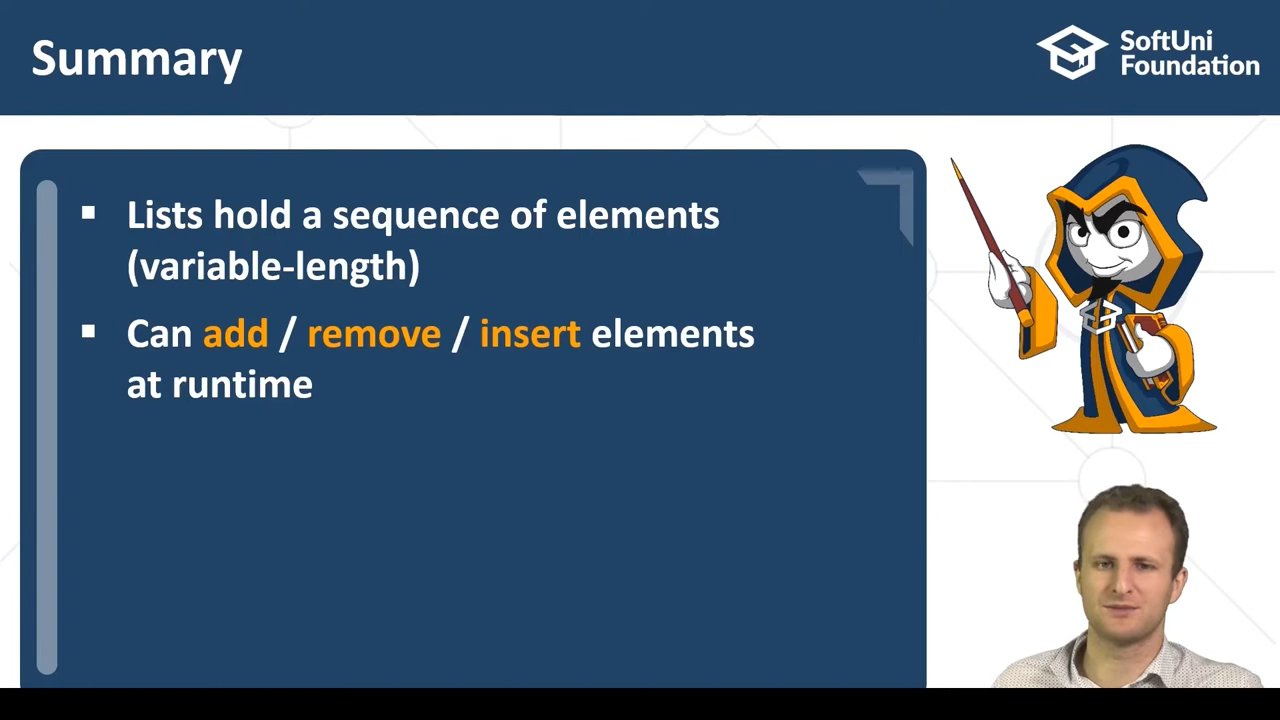 Summary
SoftUni
Foundation
▪ Lists hold a sequence of elements
(variable-length)
▪ Can add / remove / insert elements
at runtime